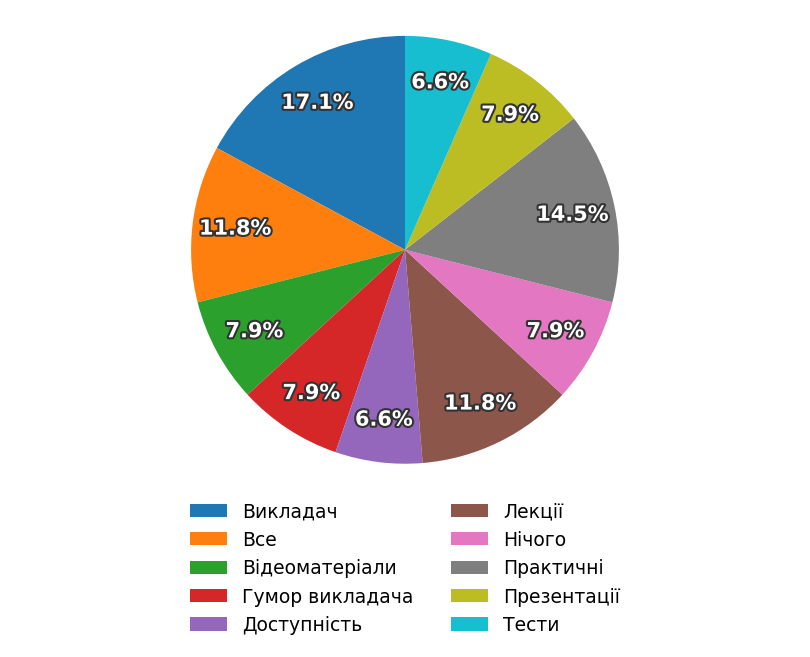 6.6%
17.1%
7.9%
14.5%
11.8%
7.9%
7.9%
7.9%
11.8%
6.6%
Викладач
Все
Відеоматеріали
Гумор викладача
Доступність
Лекції
Нічого
Практичні
Презентації
Тести